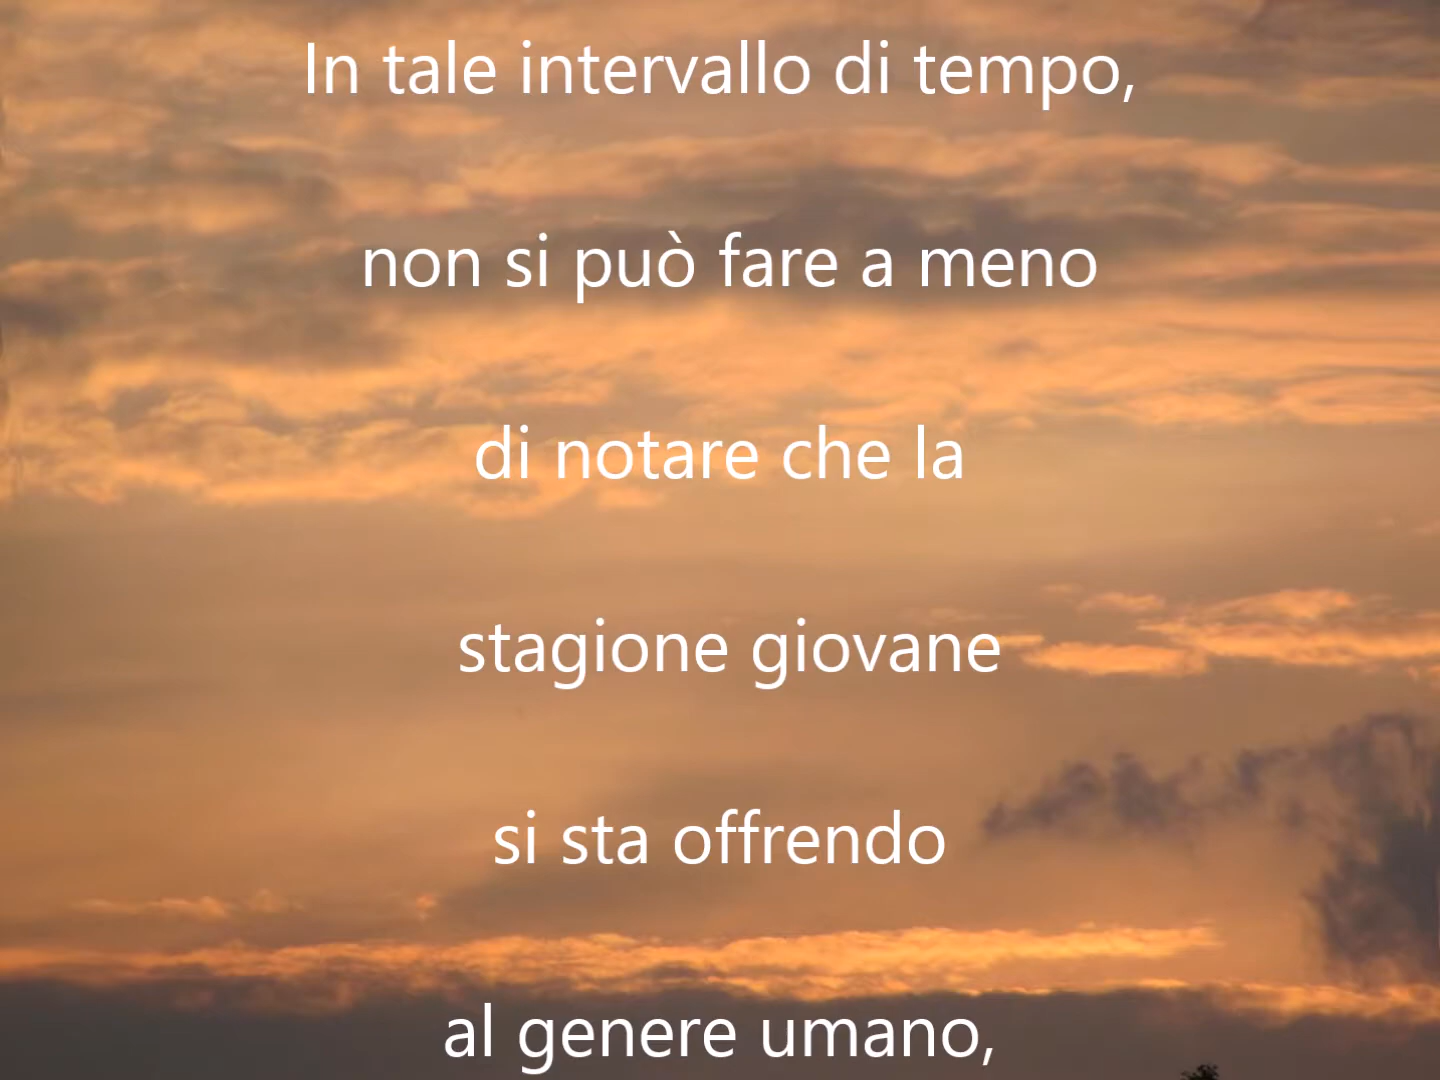 In tale intervallo di tempo,
non si può fare a meno
di notare che la
stagione giovane
si sta offrendo
al genere umano,